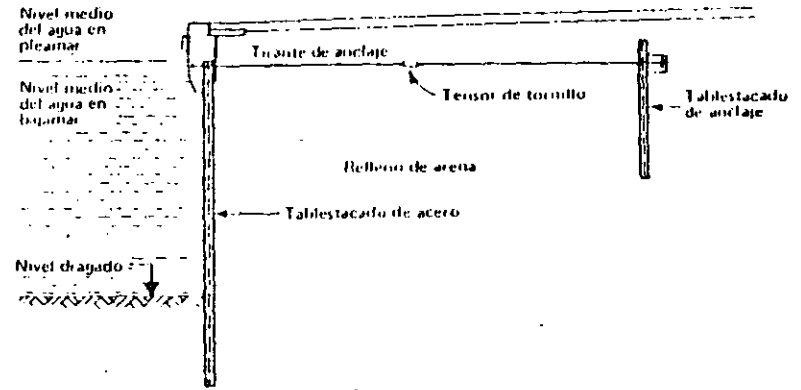 Nivel medio
del agua en
pleamar
Tirante de anclaje
Nivel medio
del agua en
bajamar
Tensor de tornillo
Tablestacado
de anclaje
Relleno de arena
Tablestacado de acero
Nivel dragado